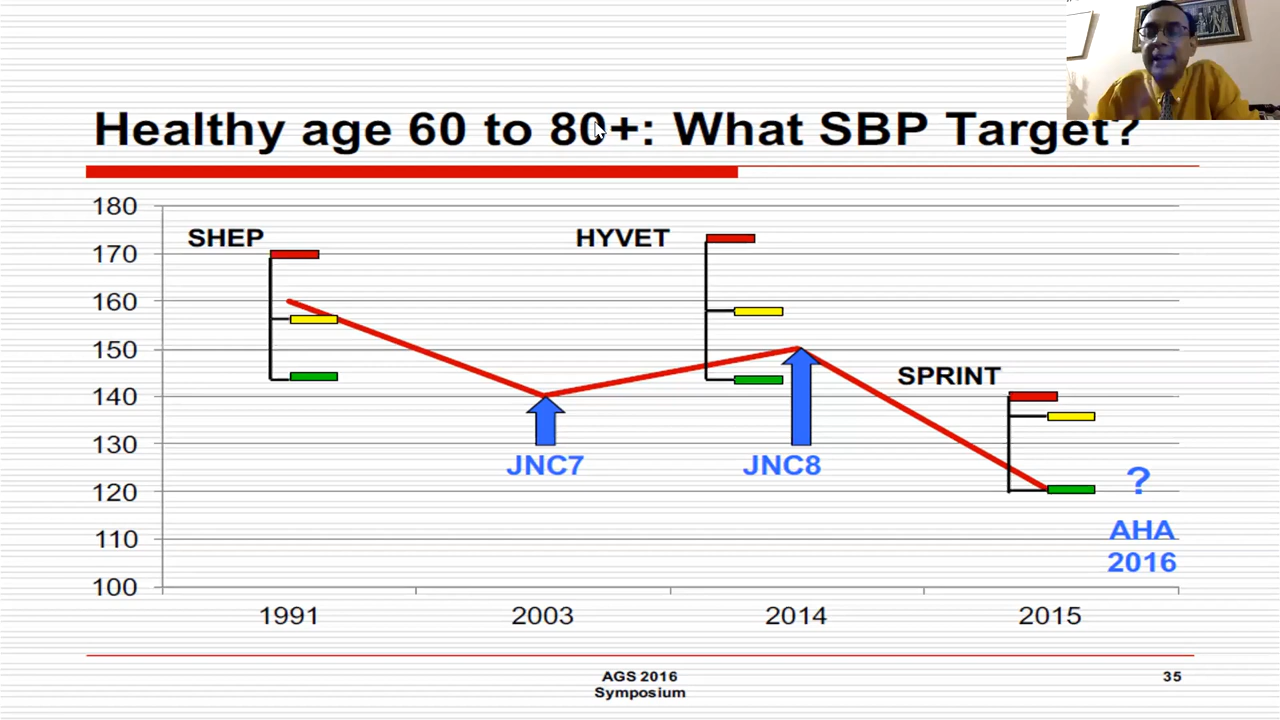 Healthy age 60 to 80+: What SBP Target?
180
170
160
150
140
130
120
110
100
SHEP
HYVET
SPRINT
JNC7
JNC8
?
AHA
2016
1991
2003
2014
2015
AGS 2016
Symposium
35